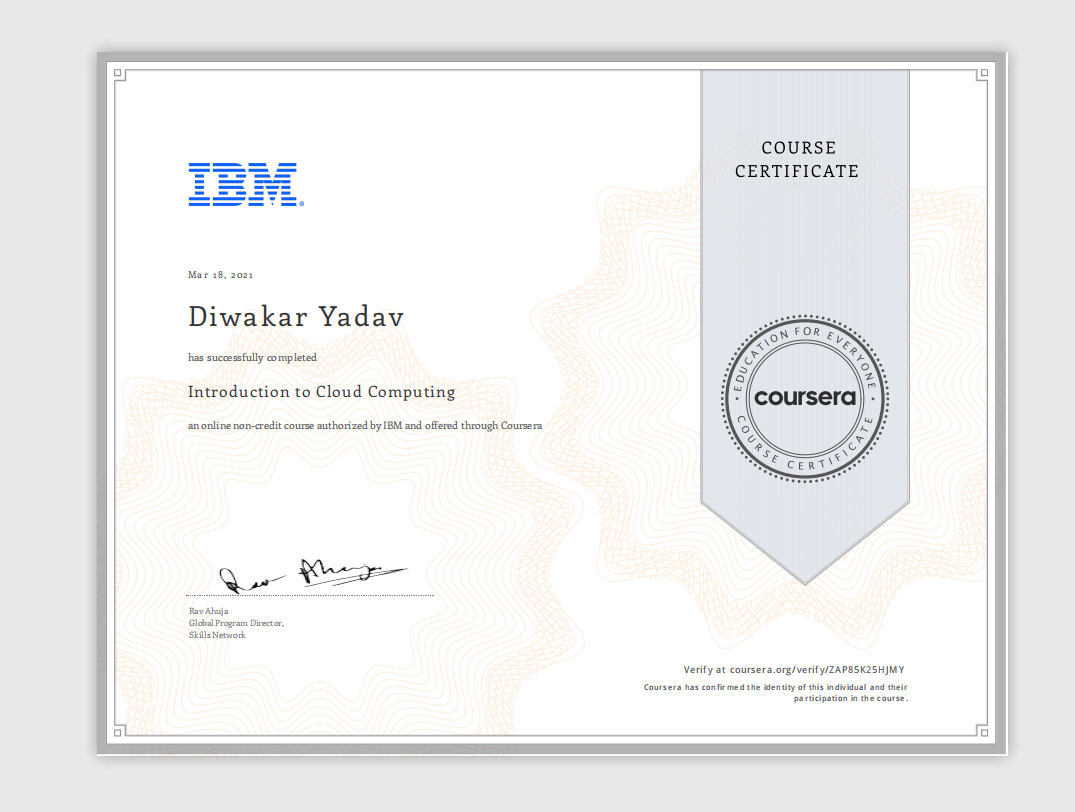 COURSE
CERTIFICATE
IBM®
Mar 18, 2021
Diwakar Yadav
has successfully completed
Introduction to Cloud Computing
an online non-credit course authorized by IBM and offered through Coursera
EDUCATION FOR EVERYONE
coursera
COURSE CERTIFICATE
Rav Ahuja
Rav Ahuja
Global Program Director,
Skills Network
Verify at coursera.org/verify/ZAP85K25HJMY
Coursera has confirmed the identity of this individual and their
participation in the course.